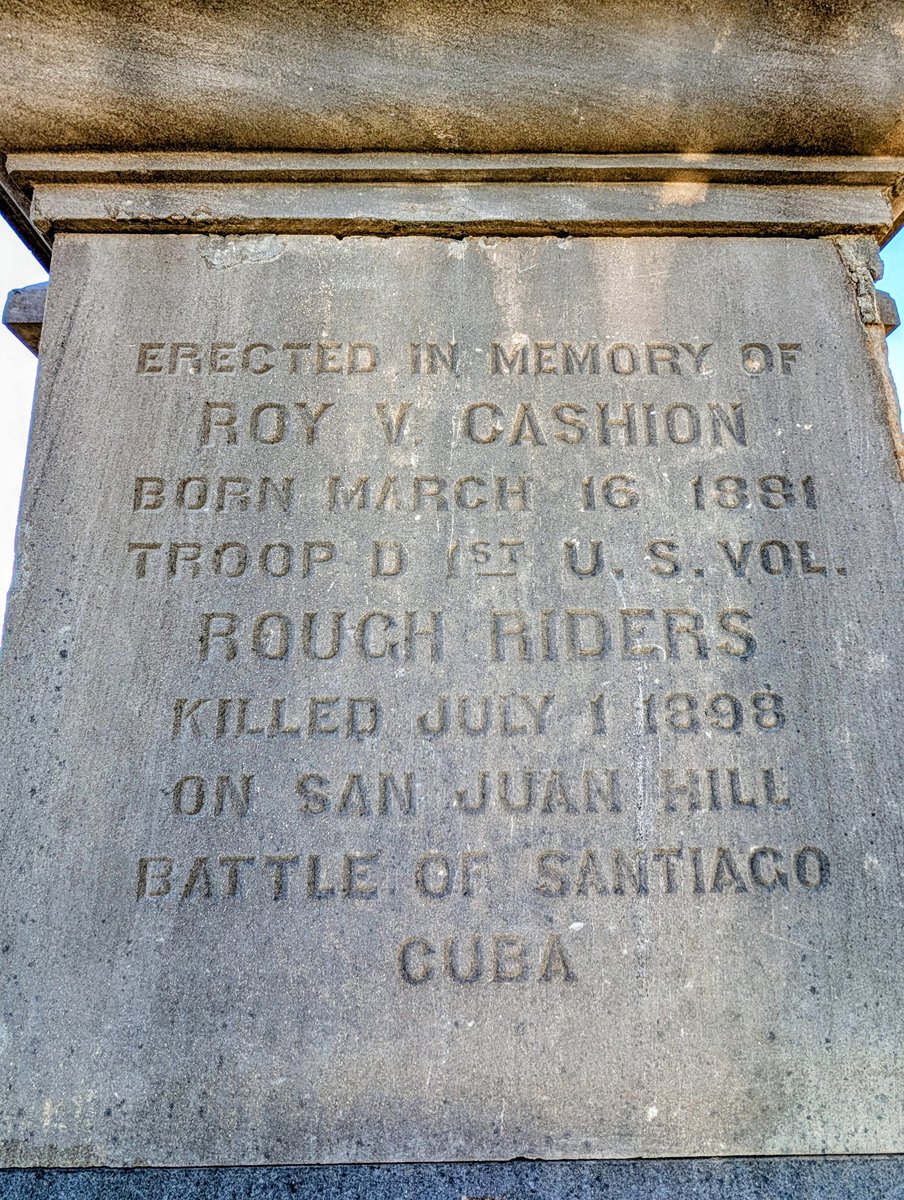 ERECTED IN MEMORY OF
ROY V. CASHION
BORN MARCH 16 1881
TROOP D 1ST U.S. VOL.
ROUGH RIDERS
KILLED JULY 1 1898
ON SAN JUAN HILL
BATTLE OF SANTIAGO
CUBA